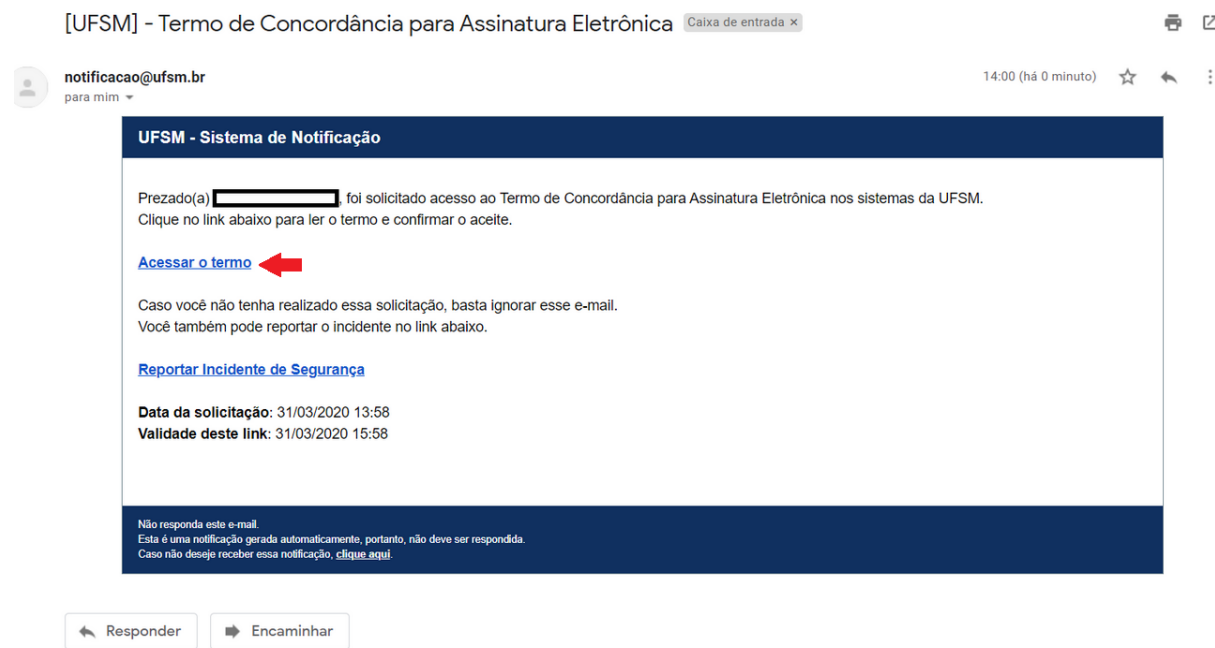 [UFSM] - Termo de Concordância para Assinatura Eletrônica Caixa de entrada ×
notificacao@ufsm.br 14:00 (há 0 minuto)
para mim
UFSM - Sistema de Notificação
Prezado(a) , foi solicitado acesso ao Termo de Concordância para Assinatura Eletrônica nos sistemas da UFSM.
Clique no link abaixo para ler o termo e confirmar o aceite.
Acessar o termo
Caso você não tenha realizado essa solicitação, basta ignorar esse e-mail.
Você também pode reportar o incidente no link abaixo.
Reportar Incidente de Segurança
Data da solicitação: 31/03/2020 13:58
Validade deste link: 31/03/2020 15:58
Não responda este e-mail.
Esta é uma notificação gerada automaticamente, portanto, não deve ser respondida.
Caso não deseje receber essa notificação, clique aqui.
Responder Encaminhar